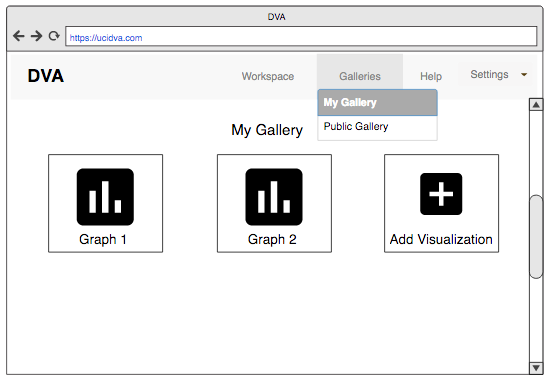 DVA
https://ucidva.com
DVA
Workspace
Galleries
Help
Settings
My Gallery
Public Gallery
My Gallery
Graph 1
Graph 2
Add Visualization